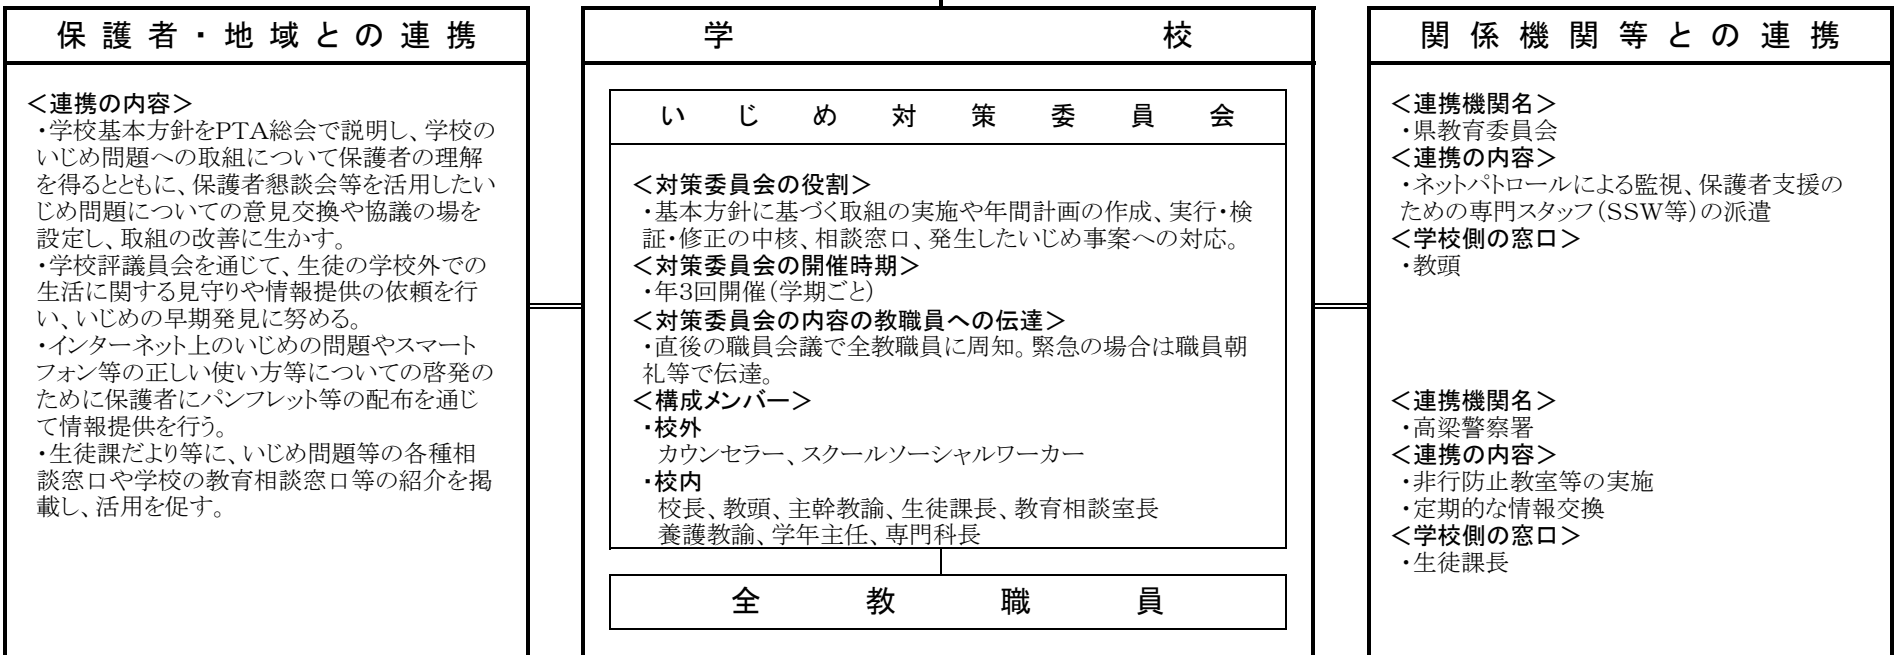 保護者・地域との連携
＜連携の内容＞
・学校基本方針をPTA総会で説明し、学校の
いじめ問題への取組について保護者の理解
を得るとともに、保護者懇談会等を活用したい
じめ問題についての意見交換や協議の場を
設定し、取組の改善に生かす。
・学校評議員会を通じて、生徒の学校外での
生活に関する見守りや情報提供の依頼を行
い、いじめの早期発見に努める。
・インターネット上のいじめの問題やスマート
フォン等の正しい使い方等についての啓発の
ために保護者にパンフレット等の配布を通じ
て情報提供を行う。
・生徒課だより等に、いじめ問題等の各種相
談窓口や学校の教育相談窓口等の紹介を掲
載し、活用を促す。
学校
いじめ対策委員会
＜対策委員会の役割＞
・基本方針に基づく取組の実施や年間計画の作成、実行・検
証・修正の中核、相談窓口、発生したいじめ事案への対応。
＜対策委員会の開催時期＞
・年3回開催（学期ごと）
＜対策委員会の内容の教職員への伝達＞
・直後の職員会議で全教職員に周知。緊急の場合は職員朝
礼等で伝達。
＜構成メンバー＞
・校外
カウンセラー、スクールソーシャルワーカー
・校内
校長、教頭、主幹教諭、生徒課長、教育相談室長
養護教諭、学年主任、専門科長
全教職員
関係機関等との連携
＜連携機関名＞
・県教育委員会
＜連携の内容＞
・ネットパトロールによる監視、保護者支援の
ための専門スタッフ（SSW等）の派遣
＜学校側の窓口＞
・教頭
＜連携機関名＞
・高梁警察署
＜連携の内容＞
・非行防止教室等の実施
・定期的な情報交換
＜学校側の窓口＞
・生徒課長